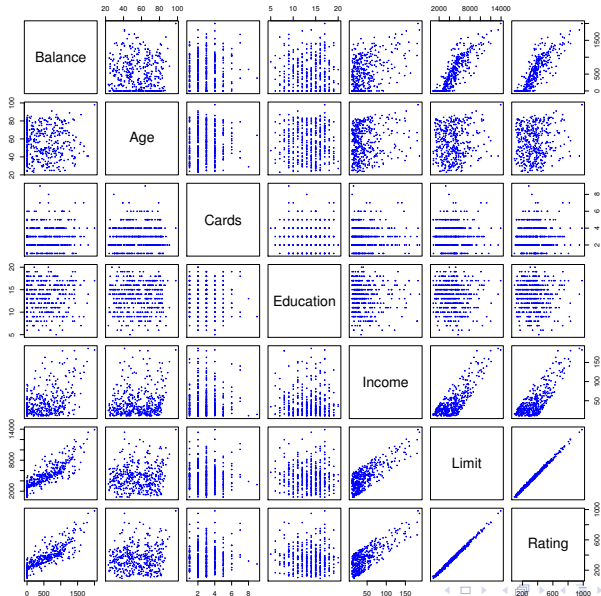 20 40 60 80 100 5 10 15 20 2000 8000 14000
Balance
0 500 1500
Age
20 40 60 80 100
Cards
2 4 6 8
Education
5 10 15 20
Income
50 100 150
Limit
2000 8000 14000
Rating
200 600 1000
0 500 1500 2 4 6 8 50 100 150 200 600 1000